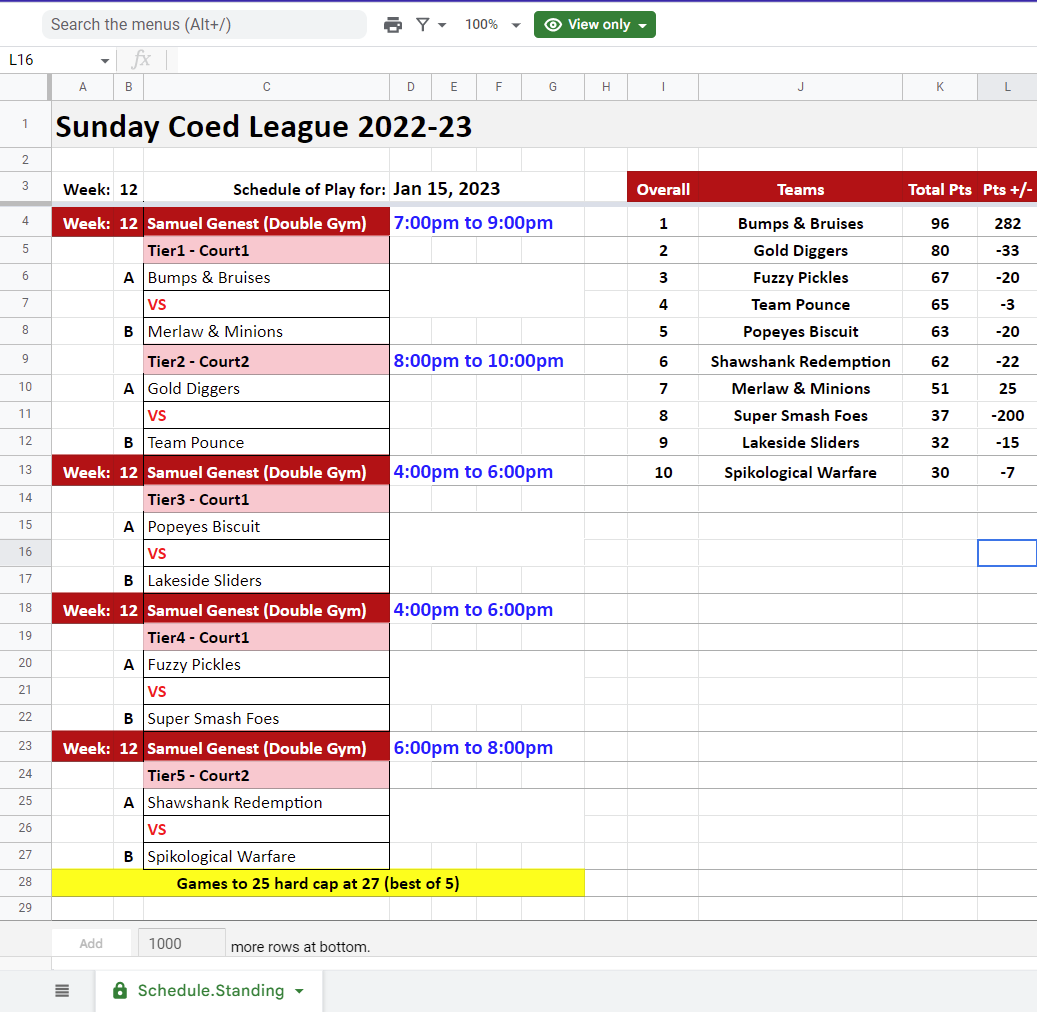 Search the menus (Alt+/) 100% View only
L16 fx
A B C D E F G H I J K L
1 Sunday Coed League 2022-23
2
3 Week: 12 Schedule of Play for: Jan 15, 2023 Overall Teams Total Pts Pts +/-
4 Week: 12 Samuel Genest (Double Gym) 7:00pm to 9:00pm 1 Bumps & Bruises 96 282
5 Tier1 - Court1 2 Gold Diggers 80 -33
6 A Bumps & Bruises 3 Fuzzy Pickles 67 -20
7 VS 4 Team Pounce 65 -3
8 B Merlaw & Minions 5 Popeyes Biscuit 63 -20
9 Tier2 - Court2 8:00pm to 10:00pm 6 Shawshank Redemption 62 -22
10 A Gold Diggers 7 Merlaw & Minions 51 25
11 VS 8 Super Smash Foes 37 -200
12 B Team Pounce 9 Lakeside Sliders 32 -15
13 Week: 12 Samuel Genest (Double Gym) 4:00pm to 6:00pm 10 Spikological Warfare 30 -7
14 Tier3 - Court1
15 A Popeyes Biscuit
16 VS
17 B Lakeside Sliders
18 Week: 12 Samuel Genest (Double Gym) 4:00pm to 6:00pm
19 Tier4 - Court1
20 A Fuzzy Pickles
21 VS
22 B Super Smash Foes
23 Week: 12 Samuel Genest (Double Gym) 6:00pm to 8:00pm
24 Tier5 - Court2
25 A Shawshank Redemption
26 VS
27 B Spikological Warfare
28 Games to 25 hard cap at 27 (best of 5)
29
Add 1000 more rows at bottom.
Schedule.Standing